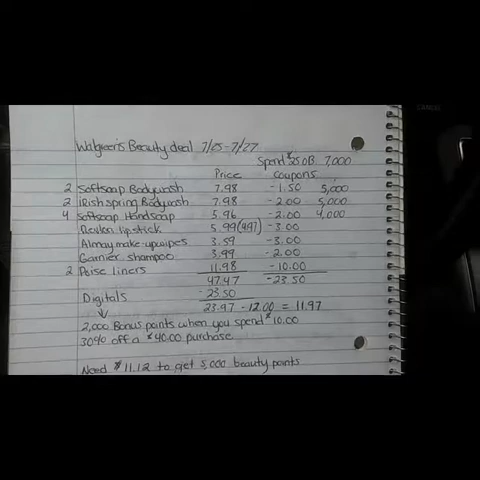 Walgreen's Beauty deal 7/25-7/27
Spend $25 OB 7,000
Price Coupons
2 Softsoap Bodywash 7.98 -1.50 5,000
2 Irish spring Bodywash 7.98 -2.00 5,000
4 Softsoap Handsoap 5.96 -2.00 4,000
Revlon lipstick 5.99(4.97) -3.00
Almay make-up wipes 3.59 -3.00
Garnier shampoo 3.99 -2.00
2 Poise liners 11.98 -10.00
47.47 -23.50
Digitals -23.50
23.97 -12.00 = 11.97
2,000 Bonus points when you spend $10.00
30% off a $40.00 purchase
Need $11.12 to get 5,000 beauty points